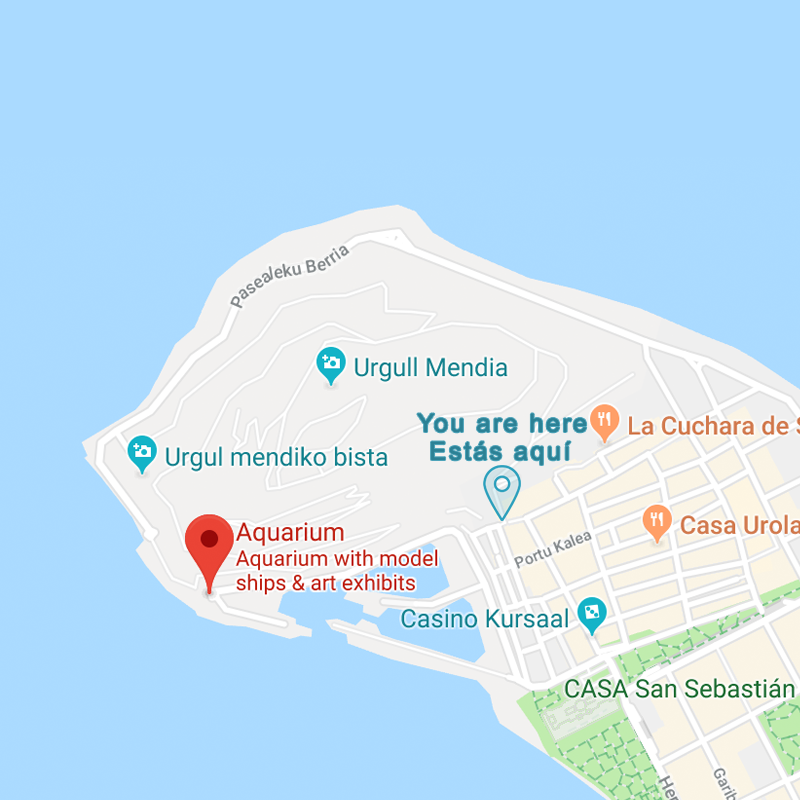 Pasealeku Berria
Urgull Mendia
You are here
Estás aquí
La Cuchara de S
Urgul mendiko bista
Aquarium
Aquarium with model
ships & art exhibits
Casa Urola
Portu Kalea
Casino Kursaal
CASA San Sebastián
Her
Garib